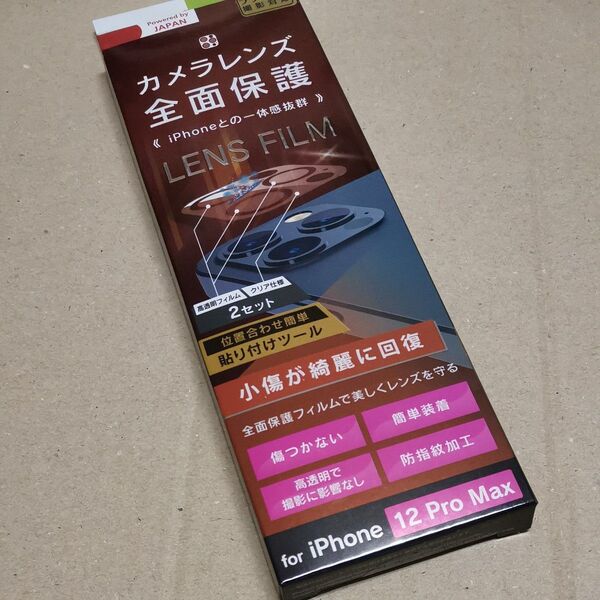 Powered by
JAPAN
撮影対応
カメラレンズ
全面保護
《 iPhoneとの一体感抜群 》
LENS FILM
高透明フィルム
クリア仕様
2セット
位置合わせ簡単
貼り付けツール
小傷が綺麗に回復
全面保護フィルムで美しくレンズを守る
傷つかない
簡単装着
高透明で
撮影に影響なし
防指紋加工
for iPhone 12 Pro Max